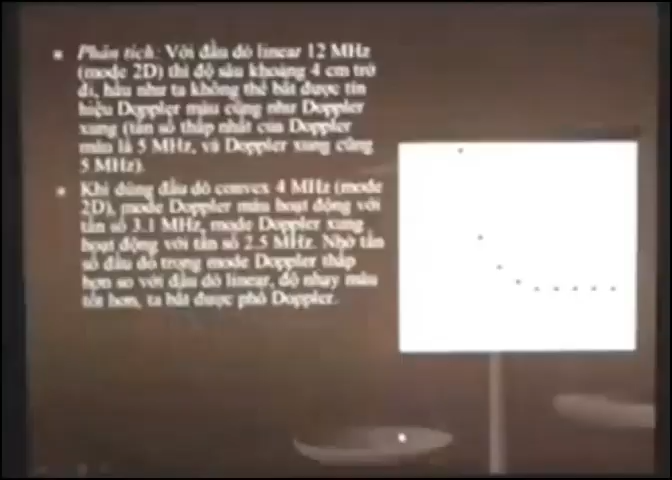 Phân tích: Với đầu dò linear 12 MHz
(mode 2D) thì độ sâu khoảng 4 cm trở
đi, hầu như ta không thể bắt được tín
hiệu Doppler màu cũng như Doppler
xung (tần số thấp nhất của Doppler
màu là 5 MHz, và Doppler xung cũng
5 MHz).
Khi dùng đầu dò convex 4 MHz (mode
2D), mode Doppler màu hoạt động với
tần số 3.1 MHz, mode Doppler xung
hoạt động với tần số 2.5 MHz. Nhờ tần
số đầu dò trong mode Doppler thấp
hơn so với đầu dò linear, độ nhạy màu
tốt hơn, ta bắt được phổ Doppler.